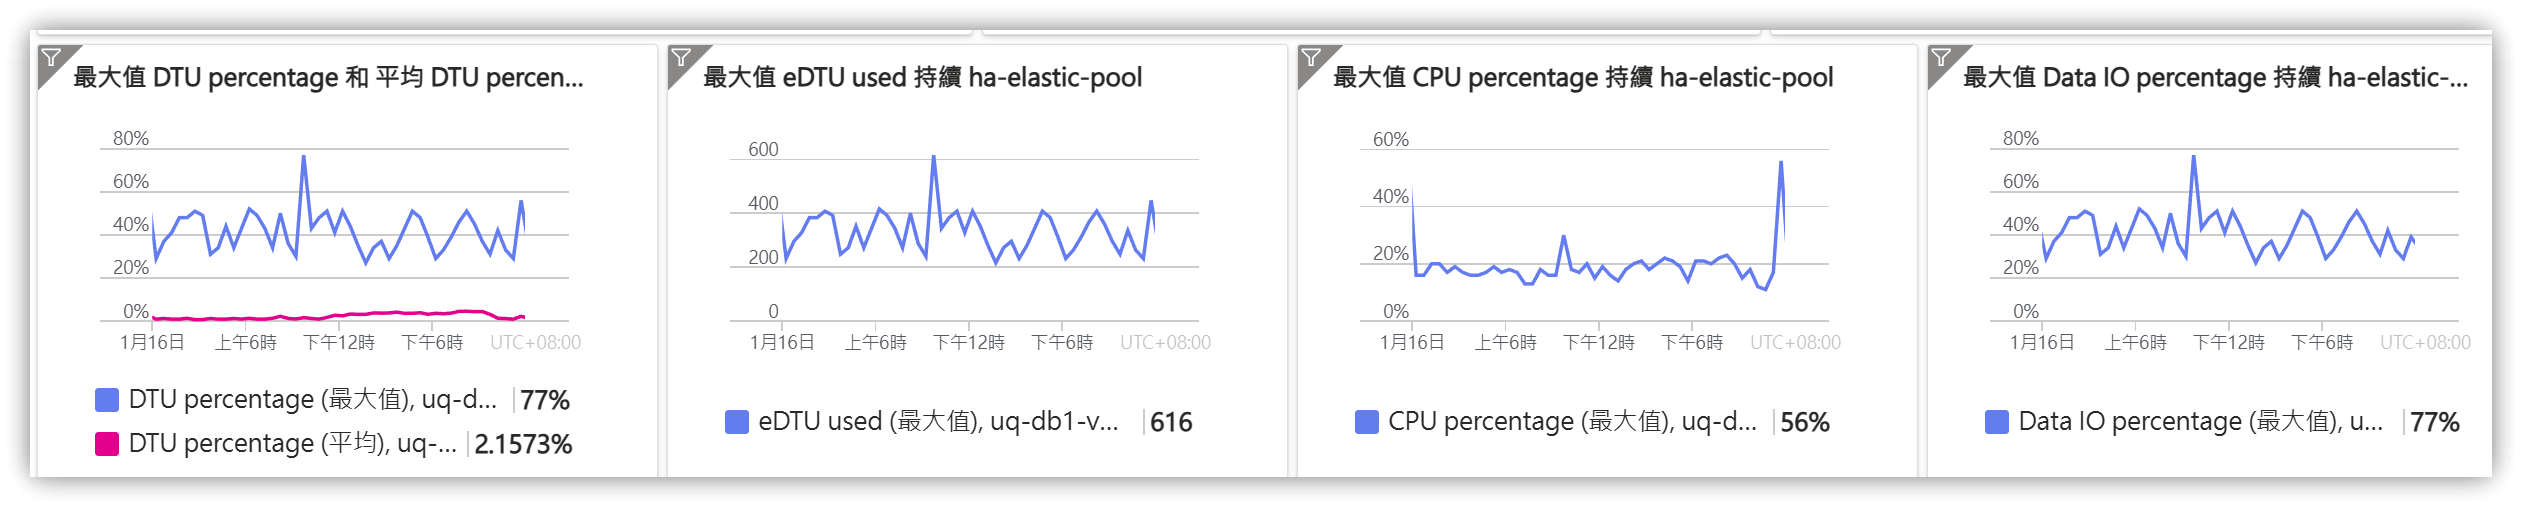 最大值 DTU percentage 和 平均 DTU percen...
80%
60%
40%
20%
0%
1月16日 上午6時 下午12時 下午6時 UTC+08:00
DTU percentage (最大值), uq-d... 77%
DTU percentage (平均), uq-... 2.1573%
最大值 eDTU used 持續 ha-elastic-pool
600
400
200
0
1月16日 上午6時 下午12時 下午6時 UTC+08:00
eDTU used (最大值), uq-db1-v... 616
最大值 CPU percentage 持續 ha-elastic-pool
60%
40%
20%
0%
1月16日 上午6時 下午12時 下午6時 UTC+08:00
CPU percentage (最大值), uq-d... 56%
最大值 Data IO percentage 持續 ha-elastic-...
80%
60%
40%
20%
0%
1月16日 上午6時 下午12時 下午6時 UTC+08:00
Data IO percentage (最大值), u... 77%